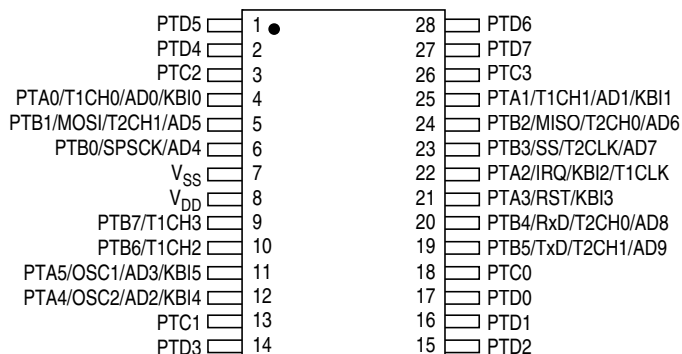 PTD5 1 28 PTD6
PTD4 2 27 PTD7
PTC2 3 26 PTC3
PTA0/T1CH0/AD0/KBI0 4 25 PTA1/T1CH1/AD1/KBI1
PTB1/MOSI/T2CH1/AD5 5 24 PTB2/MISO/T2CH0/AD6
PTB0/SPSCK/AD4 6 23 PTB3/SS/T2CLK/AD7
VSS 7 22 PTA2/IRQ/KBI2/T1CLK
VDD 8 21 PTA3/RST/KBI3
PTB7/T1CH3 9 20 PTB4/RxD/T2CH0/AD8
PTB6/T1CH2 10 19 PTB5/TxD/T2CH1/AD9
PTA5/OSC1/AD3/KBI5 11 18 PTC0
PTA4/OSC2/AD2/KBI4 12 17 PTD0
PTC1 13 16 PTD1
PTD3 14 15 PTD2